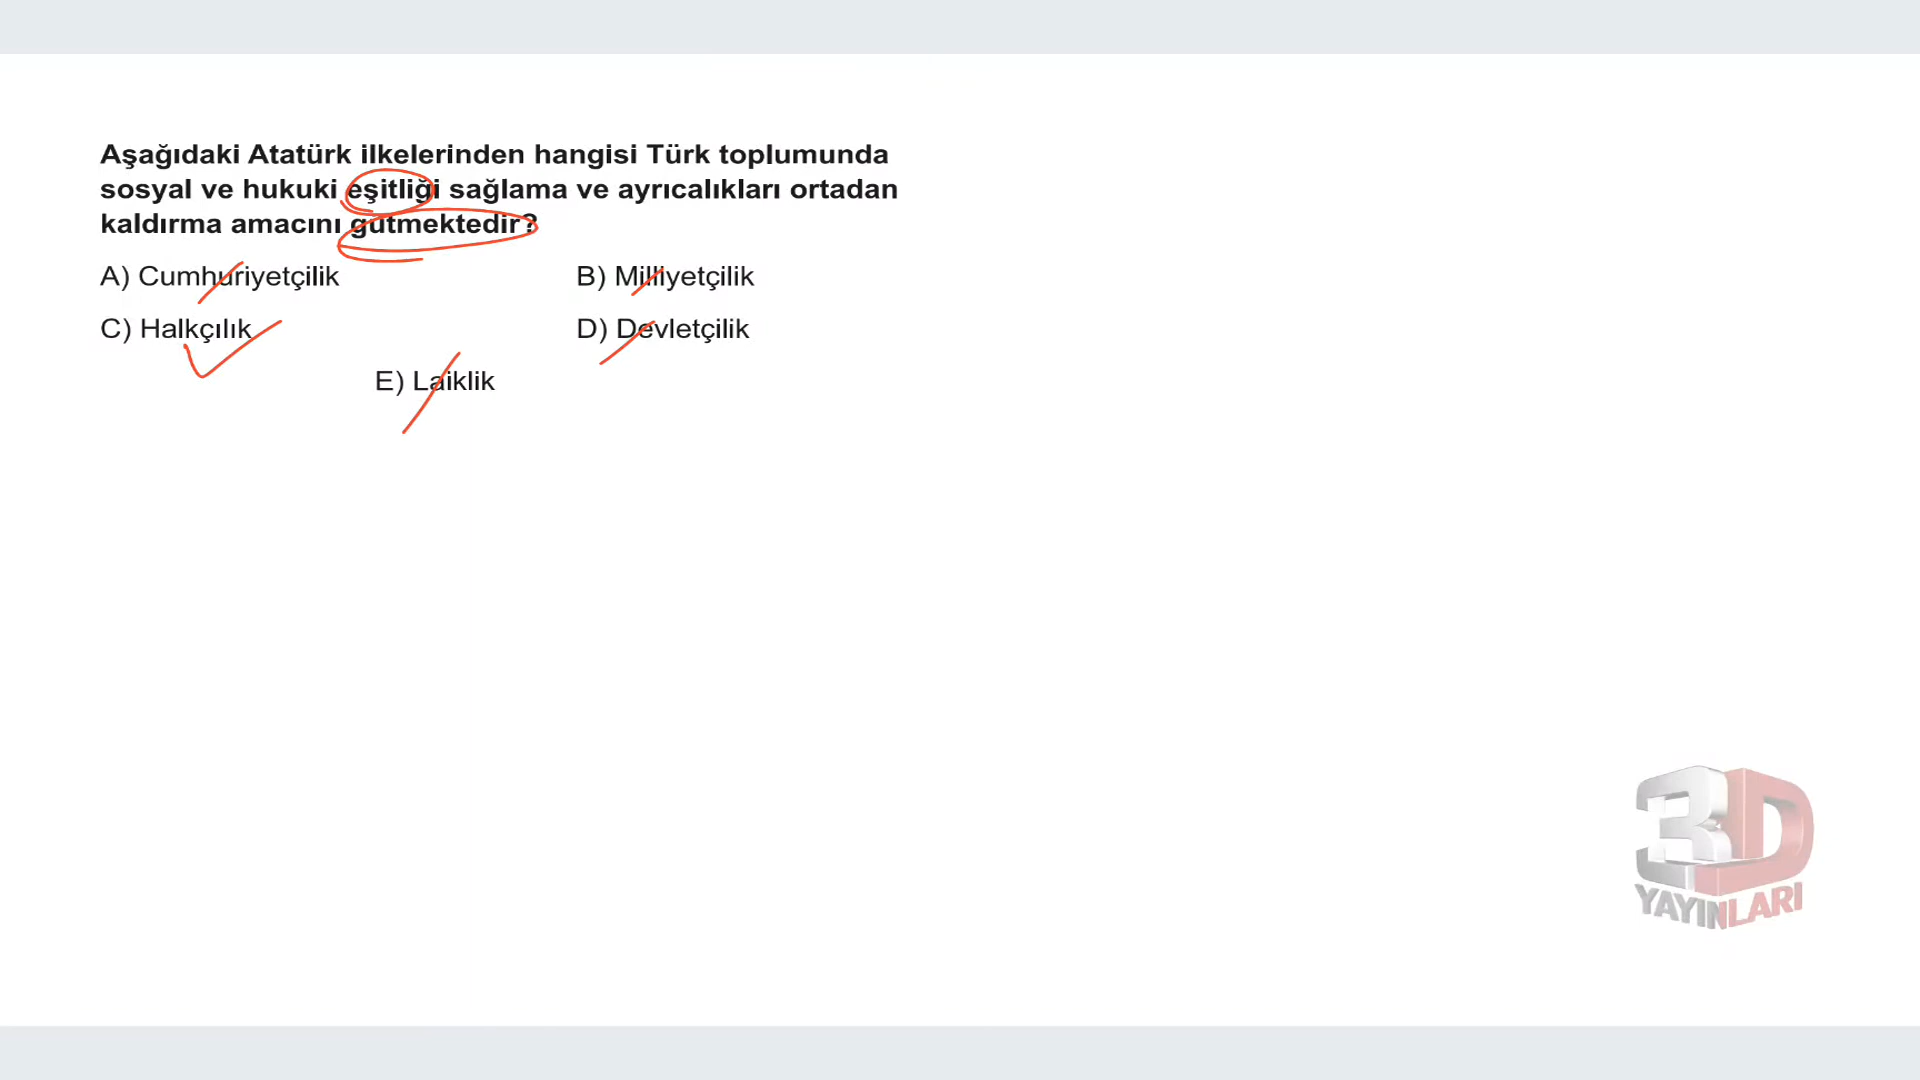 Aşağıdaki Atatürk ilkelerinden hangisi Türk toplumunda
sosyal ve hukuki eşitliği sağlama ve ayrıcalıkları ortadan
kaldırma amacını gütmektedir?
A) Cumhuriyetçilik B) Milliyetçilik
C) Halkçılık D) Devletçilik
E) Laiklik
3D
YAYINLARI